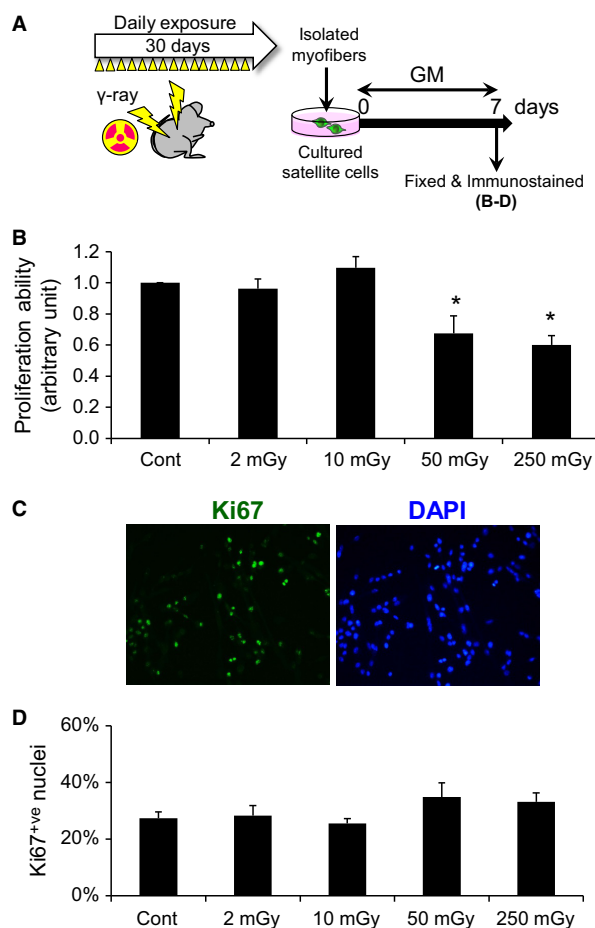 A
Daily exposure
30 days
γ-ray
Isolated
myofibers
GM
0 7 days
Cultured
satellite cells
Fixed & Immunostained
(B-D)
B
Proliferation ability
(arbitrary unit)
1.2
1.0
0.8
0.6
0.4
0.2
0.0
* *
Cont 2 mGy 10 mGy 50 mGy 250 mGy
C
Ki67 DAPI
D
Ki67+ve nuclei
60%
40%
20%
0%
Cont 2 mGy 10 mGy 50 mGy 250 mGy